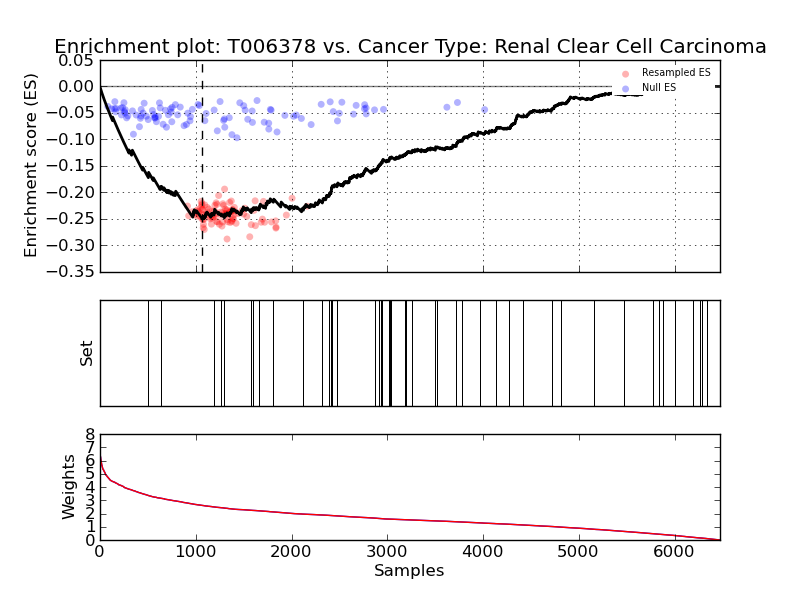 Enrichment plot: T006378 vs. Cancer Type: Renal Clear Cell Carcinoma
Enrichment score (ES)
0.05
0.00
−0.05
−0.10
−0.15
−0.20
−0.25
−0.30
−0.35
Resampled ES
Null ES
Set
Weights
8
7
6
5
4
3
2
1
0
0 1000 2000 3000 4000 5000 6000
Samples